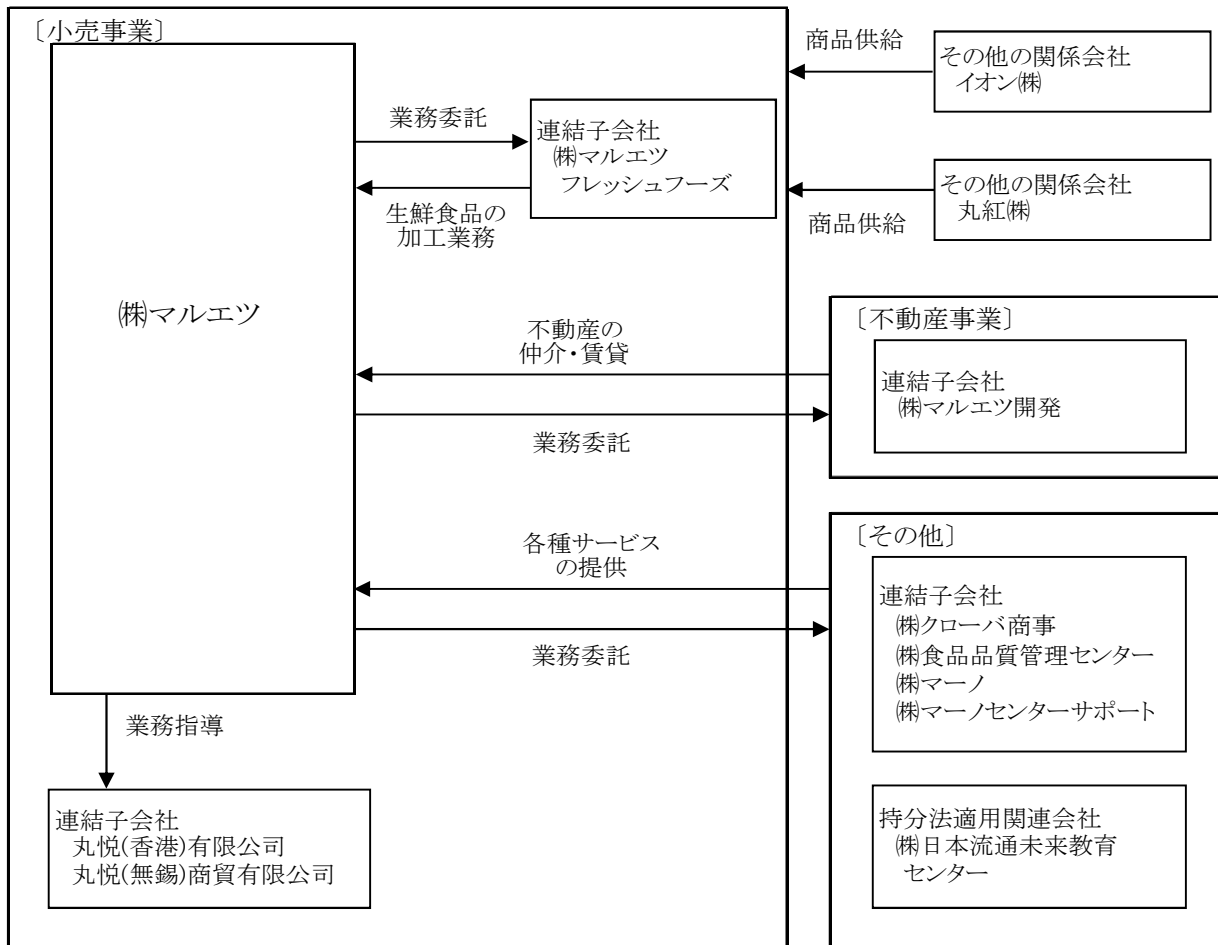 〔小売事業〕
㈱マルエツ
業務委託
生鮮食品の
加工業務
連結子会社
㈱マルエツ
フレッシュフーズ
商品供給
その他の関係会社
イオン㈱
商品供給
その他の関係会社
丸紅㈱
不動産の
仲介・賃貸
業務委託
〔不動産事業〕
連結子会社
㈱マルエツ開発
各種サービス
の提供
業務委託
〔その他〕
連結子会社
㈱クローバ商事
㈱食品品質管理センター
㈱マーノ
㈱マーノセンターサポート
持分法適用関連会社
㈱日本流通未来教育
センター
業務指導
連結子会社
丸悦(香港)有限公司
丸悦(無錫)商貿有限公司